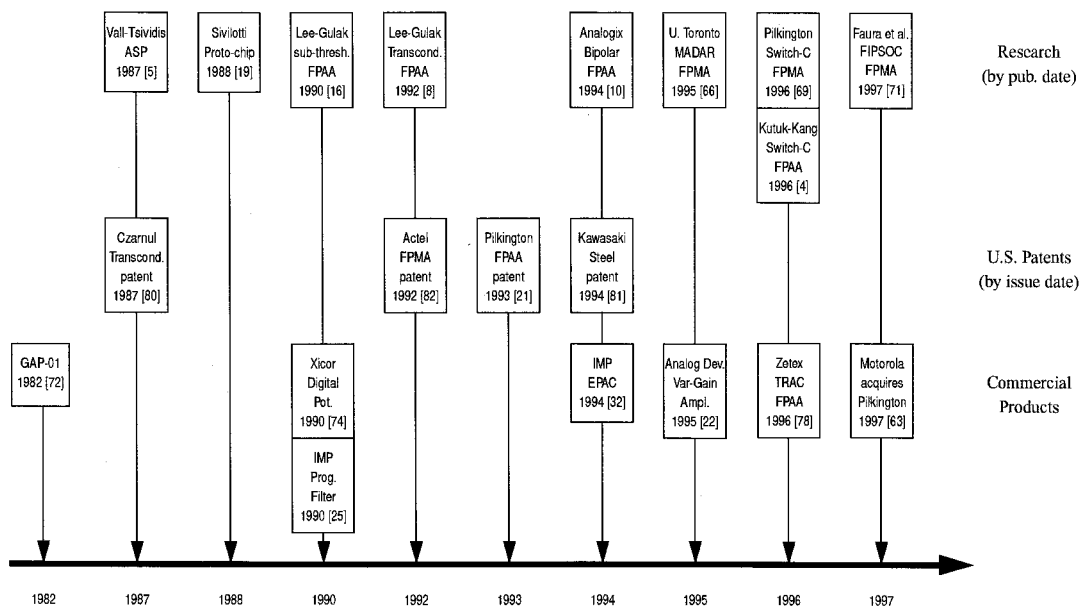 Vall-Tsividis
ASP
1987 [5]
Sivilotti
Proto-chip
1988 [19]
Lee-Gulak
sub-thresh.
FPAA
1990 [16]
Lee-Gulak
Transcond.
FPAA
1992 [8]
Analogix
Bipolar
FPAA
1994 [10]
U. Toronto
MADAR
FPMA
1995 [66]
Pilkington
Switch-C
FPMA
1996 [69]
Faura et al.
FIPSOC
FPMA
1997 [71]
Research
(by pub. date)
Kutuk-Kang
Switch-C
FPAA
1996 [4]
Czarnul
Transcond.
patent
1987 [80]
Actel
FPMA
patent
1992 [82]
Pilkington
FPAA
patent
1993 [21]
Kawasaki
Steel
patent
1994 [81]
U.S. Patents
(by issue date)
GAP-01
1982 [72]
Xicor
Digital
Pot.
1990 [74]
IMP
EPAC
1994 [32]
Analog Dev.
Var-Gain
Ampl.
1995 [22]
Zetex
TRAC
FPAA
1996 [78]
Motorola
acquires
Pilkington
1997 [63]
Commercial
Products
IMP
Prog.
Filter
1990 [25]
1982 1987 1988 1990 1992 1993 1994 1995 1996 1997